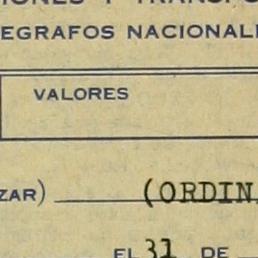 EGRAFOS NACIONAL
VALORES
ZAR) (ORDIN
EL 31 DE